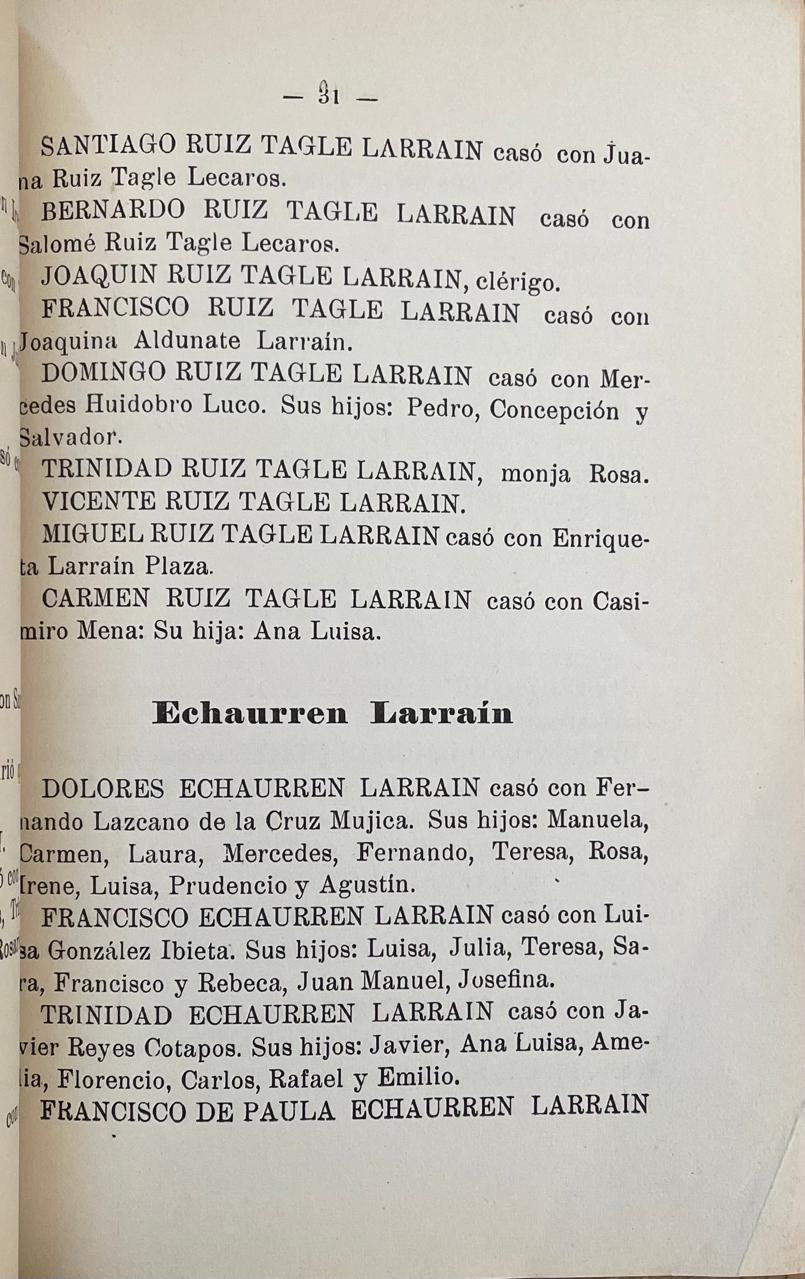 — 31 —
SANTIAGO RUIZ TAGLE LARRAIN casó con Jua-
na Ruiz Tagle Lecaros.
BERNARDO RUIZ TAGLE LARRAIN casó con
Salomé Ruiz Tagle Lecaros.
JOAQUIN RUIZ TAGLE LARRAIN, clérigo.
FRANCISCO RUIZ TAGLE LARRAIN casó con
Joaquina Aldunate Larraín.
DOMINGO RUIZ TAGLE LARRAIN casó con Mer-
cedes Huidobro Luco. Sus hijos: Pedro, Concepción y
Salvador.
TRINIDAD RUIZ TAGLE LARRAIN, monja Rosa.
VICENTE RUIZ TAGLE LARRAIN.
MIGUEL RUIZ TAGLE LARRAIN casó con Enrique-
ta Larraín Plaza.
CARMEN RUIZ TAGLE LARRAIN casó con Casi-
miro Mena: Su hija: Ana Luisa.
Echaurren Larraín
DOLORES ECHAURREN LARRAIN casó con Fer-
nando Lazcano de la Cruz Mujica. Sus hijos: Manuela,
Carmen, Laura, Mercedes, Fernando, Teresa, Rosa,
Irene, Luisa, Prudencio y Agustín.
FRANCISCO ECHAURREN LARRAIN casó con Lui-
sa González Ibieta. Sus hijos: Luisa, Julia, Teresa, Sa-
ra, Francisco y Rebeca, Juan Manuel, Josefina.
TRINIDAD ECHAURREN LARRAIN casó con Ja-
vier Reyes Cotapos. Sus hijos: Javier, Ana Luisa, Ame-
lia, Florencio, Carlos, Rafael y Emilio.
FRANCISCO DE PAULA ECHAURREN LARRAIN